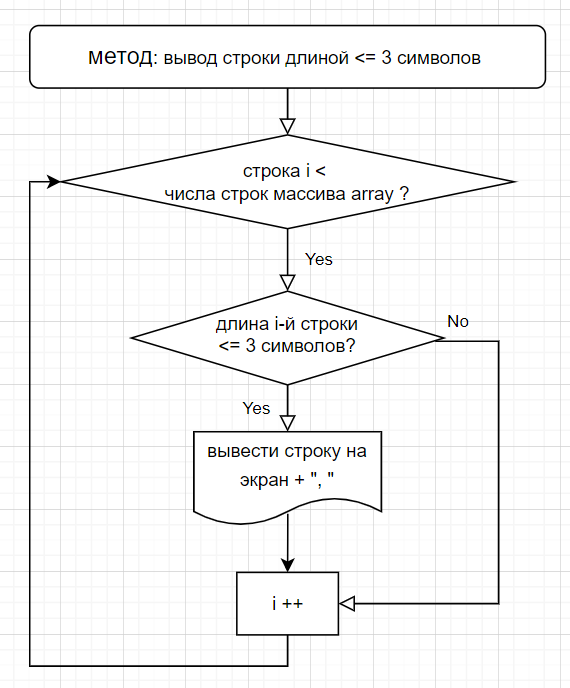 метод: вывод строки длиной <= 3 символов
строка i <
числа строк массива array ?
Yes
длина i-й строки
<= 3 символов?
No
Yes
вывести строку на
экран + ", "
i ++